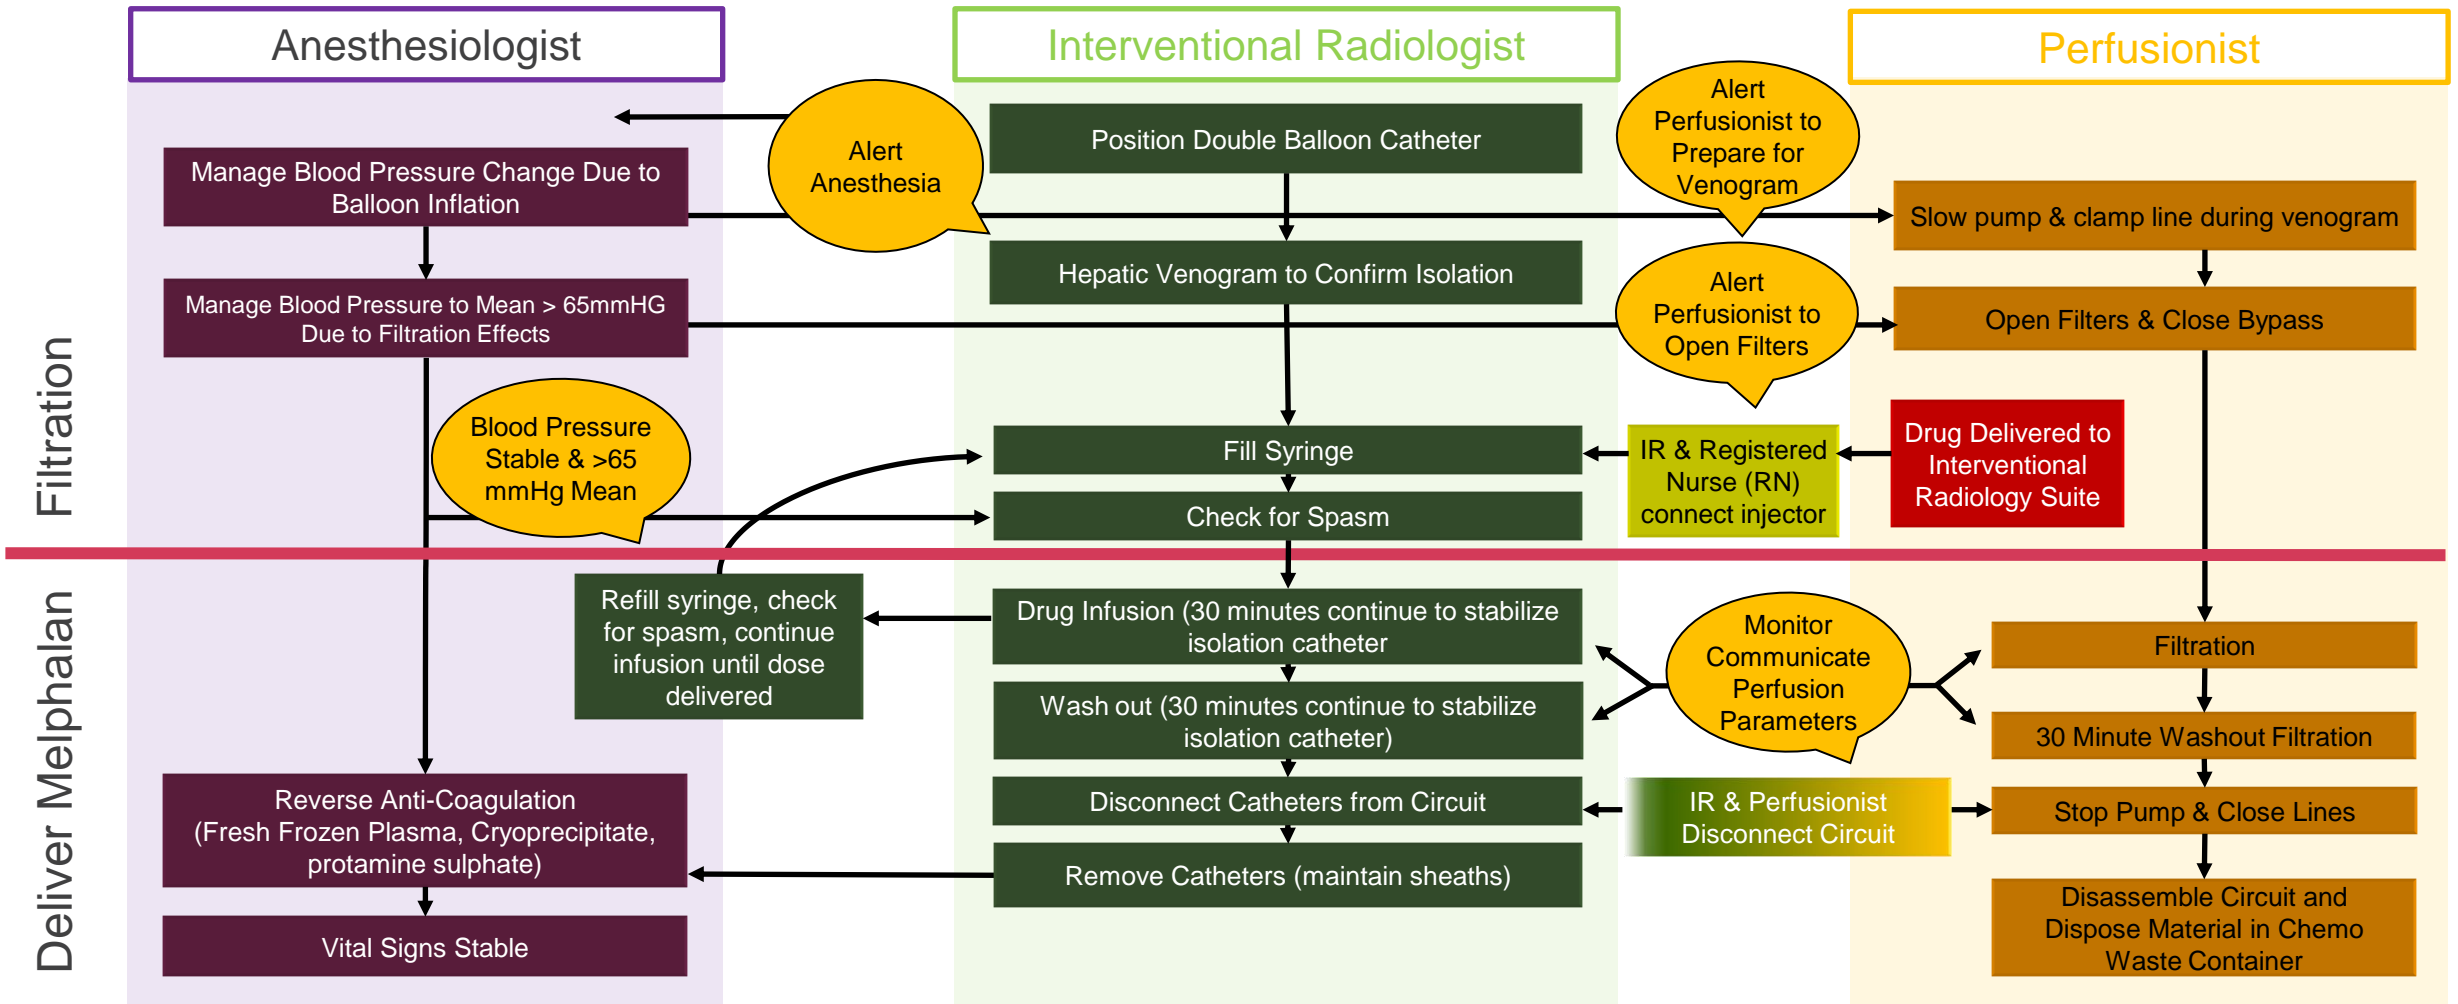 Anesthesiologist
Interventional Radiologist
Perfusionist
Filtration
Deliver Melphalan
Manage Blood Pressure Change Due to
Balloon Inflation
Manage Blood Pressure to Mean > 65mmHG
Due to Filtration Effects
Blood Pressure
Stable & >65
mmHg Mean
Reverse Anti-Coagulation
(Fresh Frozen Plasma, Cryoprecipitate,
protamine sulphate)
Vital Signs Stable
Alert
Anesthesia
Position Double Balloon Catheter
Hepatic Venogram to Confirm Isolation
Fill Syringe
Check for Spasm
Refill syringe, check
for spasm, continue
infusion until dose
delivered
Drug Infusion (30 minutes continue to stabilize
isolation catheter
Wash out (30 minutes continue to stabilize
isolation catheter)
Disconnect Catheters from Circuit
Remove Catheters (maintain sheaths)
Alert
Perfusionist to
Prepare for
Venogram
Alert
Perfusionist to
Open Filters
IR & Registered
Nurse (RN)
connect injector
Drug Delivered to
Interventional
Radiology Suite
Monitor
Communicate
Perfusion
Parameters
IR & Perfusionist
Disconnect Circuit
Slow pump & clamp line during venogram
Open Filters & Close Bypass
Filtration
30 Minute Washout Filtration
Stop Pump & Close Lines
Disassemble Circuit and
Dispose Material in Chemo
Waste Container